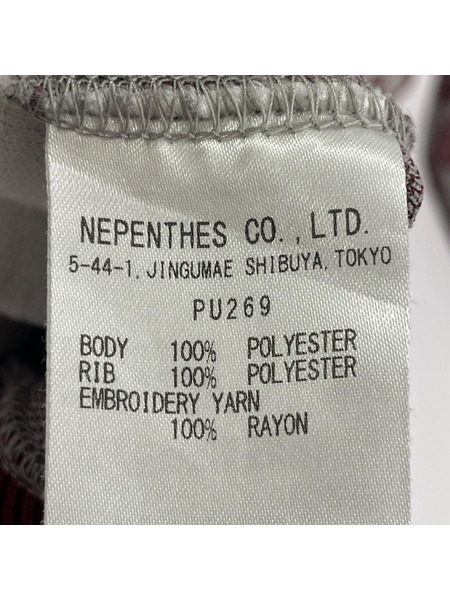 NEPENTHES CO.,LTD.
5-44-1, JINGUMAE SHIBUYA, TOKYO
PU269
BODY 100% POLYESTER
RIB 100% POLYESTER
EMBROIDERY YARN
100% RAYON